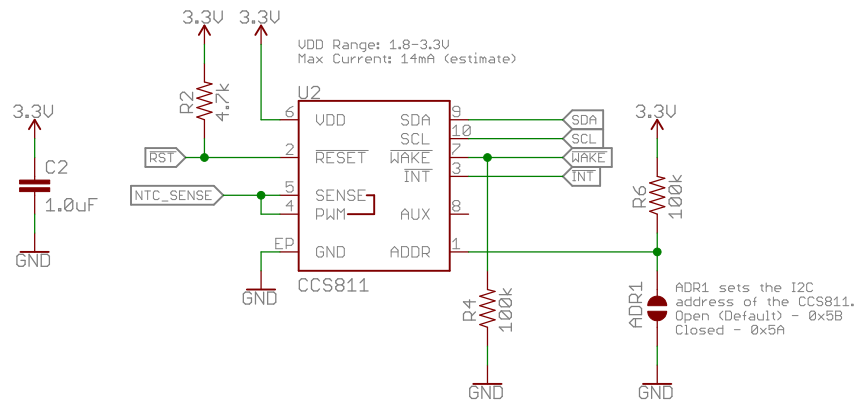 3.3V
3.3V
VDD Range: 1.8-3.3V
Max Current: 14mA (estimate)
U2
R2
4.7k
6
VDD
SDA
9
SDA
SCL
10
SCL
3.3V
3.3V
RST
2
RESET
WAKE
7
WAKE
INT
3
INT
C2
1.0uF
NTC_SENSE
5
SENSE
4
PWM
AUX
8
R6
100k
EP
GND
ADDR
1
GND
GND
CCS811
R4
100k
ADR1
ADR1 sets the I2C
address of the CCS811.
Open (Default) - 0x5B
Closed - 0x5A
GND
GND